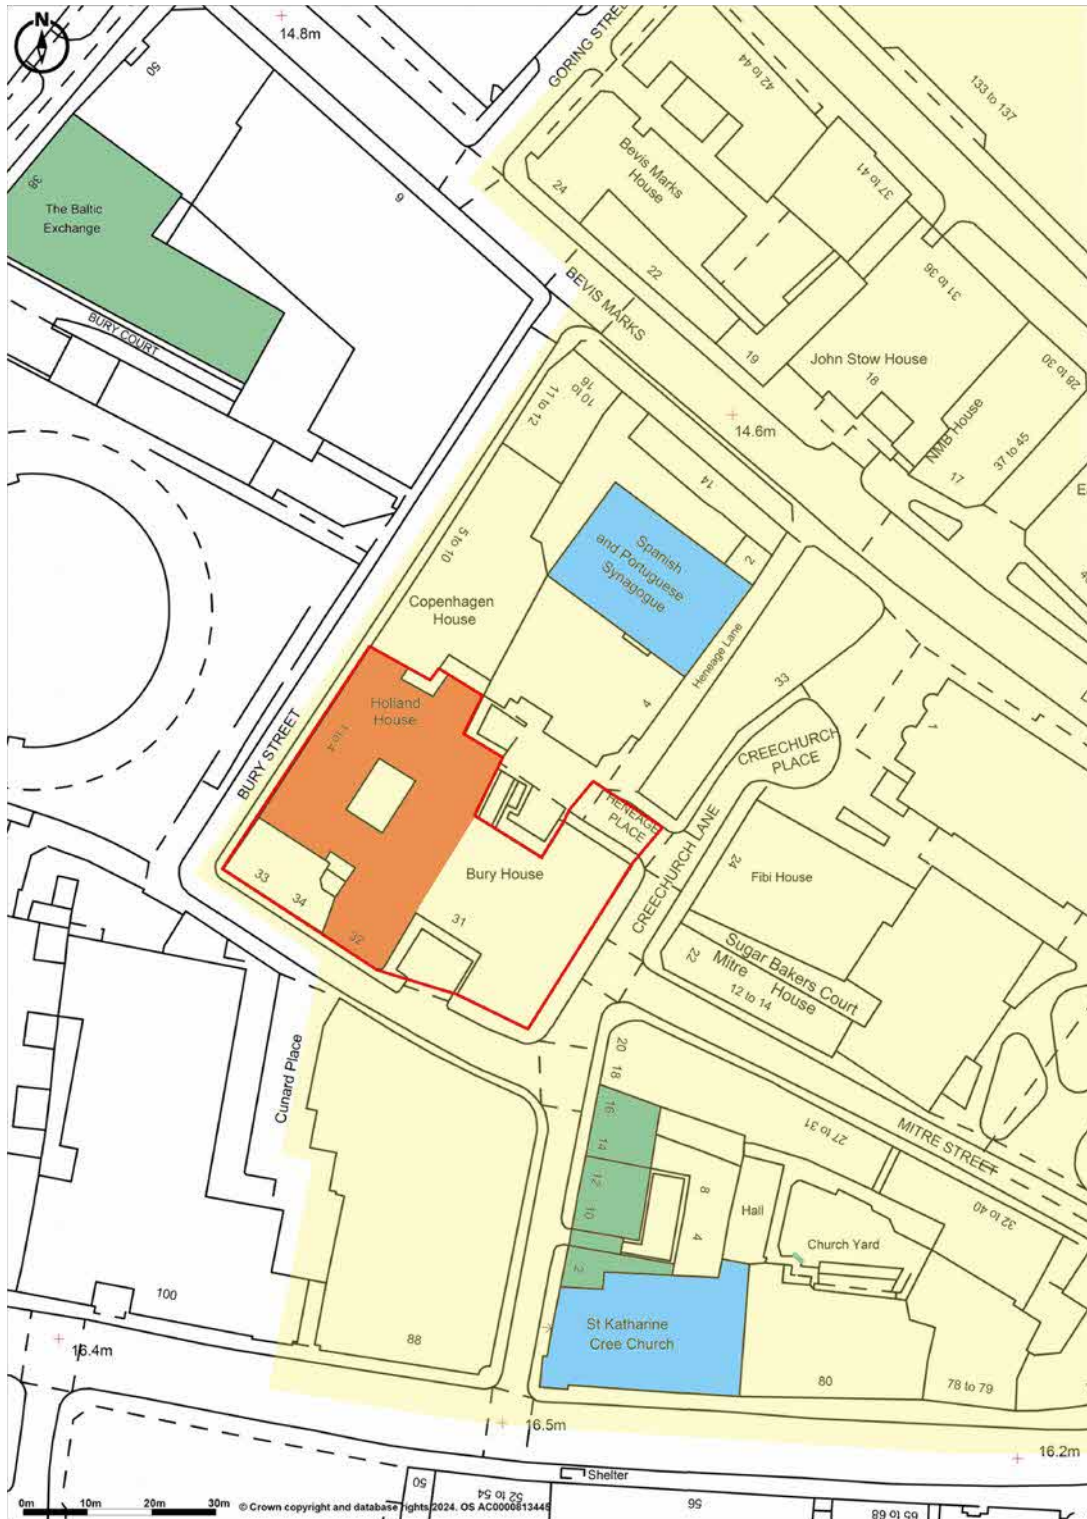 N
14.8m
GORING STREET
50
133 to 137
42 to 44
Bevis Marks
House
38
24
37 to 41
9
The Baltic
Exchange
22
31 to 36
BEVIS MARKS
BURY COURT
19
John Stow House
18
28 to 30
10 to
16
11 to 12
14.6m
NMB House
37 to 45
17
14
E
Spanish
and Portuguese
Synagogue
2
5 to 10
Copenhagen
House
Heneage Lane
33
4
Holland
House
1 to 4
1
BURY STREET
CREECHURCH
PLACE
HENEAGE
PLACE
CREECHURCH LANE
24
Fibi House
Bury House
33
34
31
32
Sugar Bakers Court
22
Mitre House
12 to 14
20
18
Cunard Place
16
14
27 to 31
MITRE STREET
12
10
8
4
Hall
32 to 40
Church Yard
2
100
St Katharine
Cree Church
88
16.4m
80
78 to 79
16.5m
16.2m
Shelter
50
52 to 54
56
65 to 68
0m 10m 20m 30m
© Crown copyright and database rights 2024. OS AC0000813445